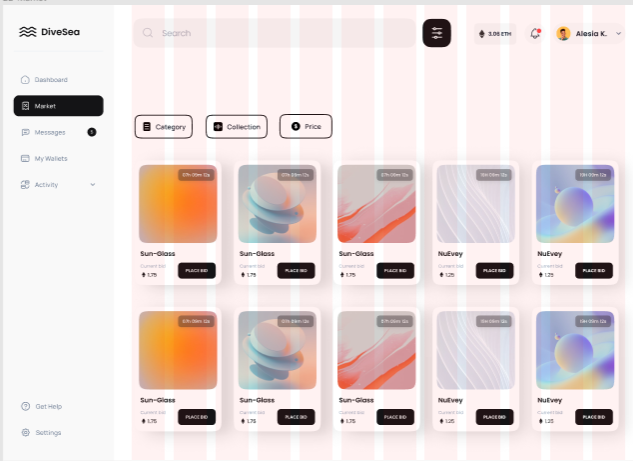 DiveSea
Search
3.06 ETH
Alesia K.
Dashboard
Market
Messages
1
My Wallets
Activity
Category
Collection
Price
07h 09m 12s
07h 09m 12s
07h 09m 12s
15h 09m 12s
19H 09m 12s
Sun-Glass
Sun-Glass
Sun-Glass
NuEvey
NuEvey
Current bid
Current bid
Current bid
Current bid
Current bid
1.75
PLACE BID
1.75
PLACE BID
1.75
PLACE BID
1.25
PLACE BID
1.25
PLACE BID
07h 09m 12s
07h 09m 12s
07h 09m 12s
15h 09m 12s
19H 09m 12s
Sun-Glass
Sun-Glass
Sun-Glass
NuEvey
NuEvey
Current bid
Current bid
Current bid
Current bid
Current bid
1.75
PLACE BID
1.75
PLACE BID
1.75
PLACE BID
1.25
PLACE BID
1.25
PLACE BID
Get Help
Settings